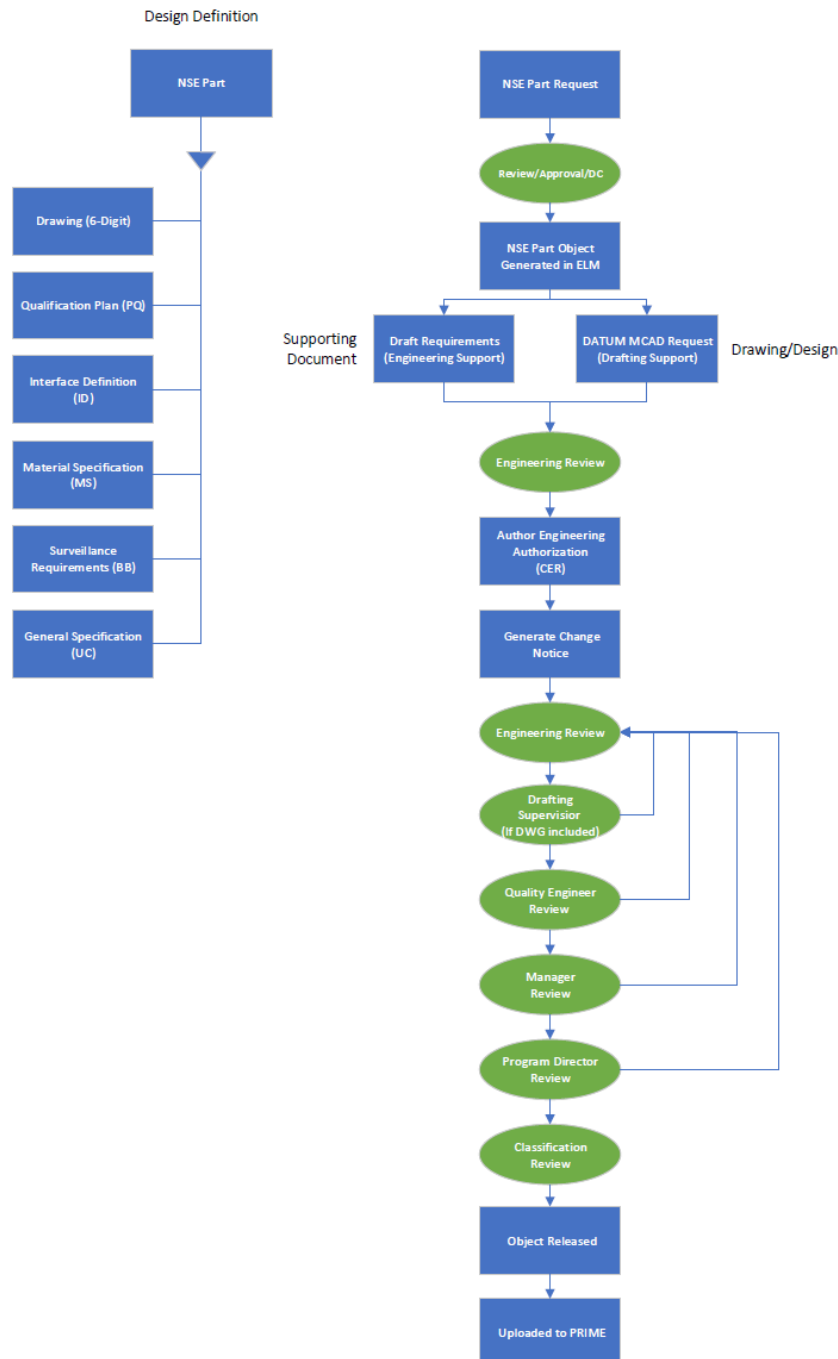 Design Definition
NSE Part
Drawing (6-Digit)
Qualification Plan (PQ)
Interface Definition
(ID)
Material Specification
(MS)
Surveillance
Requirements (BB)
General Specification
(UC)
NSE Part Request
Review/Approval/DC
NSE Part Object
Generated in ELM
Supporting
Document
Draft Requirements
(Engineering Support)
DATUM MCAD Request
(Drafting Support)
Drawing/Design
Engineering Review
Author Engineering
Authorization
(CER)
Generate Change
Notice
Engineering Review
Drafting
Supervisior
(If DWG included)
Quality Engineer
Review
Manager
Review
Program Director
Review
Classification
Review
Object Released
Uploaded to PRIME